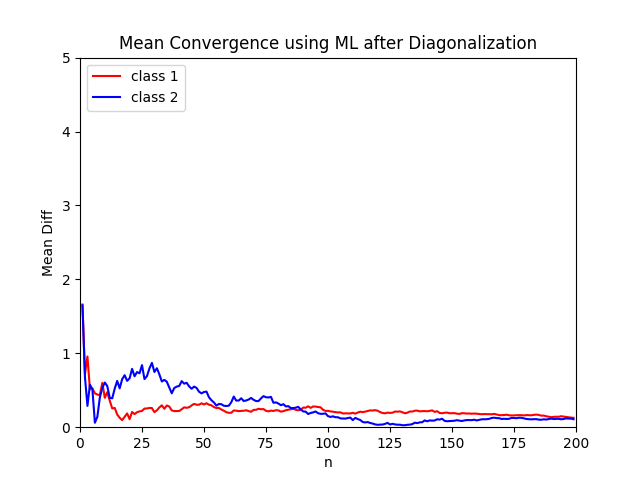 Mean Convergence using ML after Diagonalization
class 1
class 2
Mean Diff
5
4
3
2
1
0
0 25 50 75 100 125 150 175 200
n